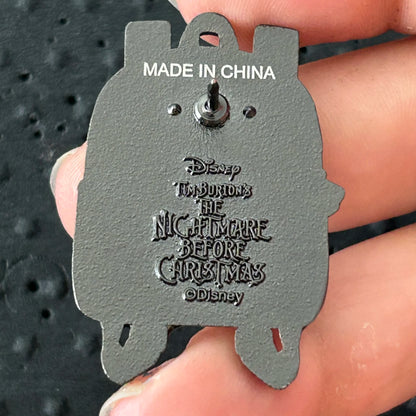 MADE IN CHINA
Disney
TIM BURTON'S
THE
NIGHTMARE
BEFORE
CHRISTMAS
©Disney